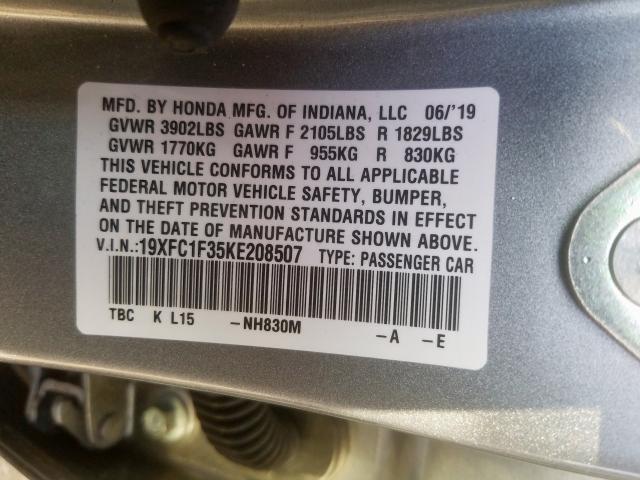 MFD. BY HONDA MFG. OF INDIANA, LLC 06/'19
GVWR 3902LBS GAWR F 2105LBS R 1829LBS
GVWR 1770KG GAWR F 955KG R 830KG
THIS VEHICLE CONFORMS TO ALL APPLICABLE
FEDERAL MOTOR VEHICLE SAFETY, BUMPER,
AND THEFT PREVENTION STANDARDS IN EFFECT
ON THE DATE OF MANUFACTURE SHOWN ABOVE.
V.I.N.:19XFC1F35KE208507 TYPE: PASSENGER CAR
TBC K L15 -NH830M -A -E